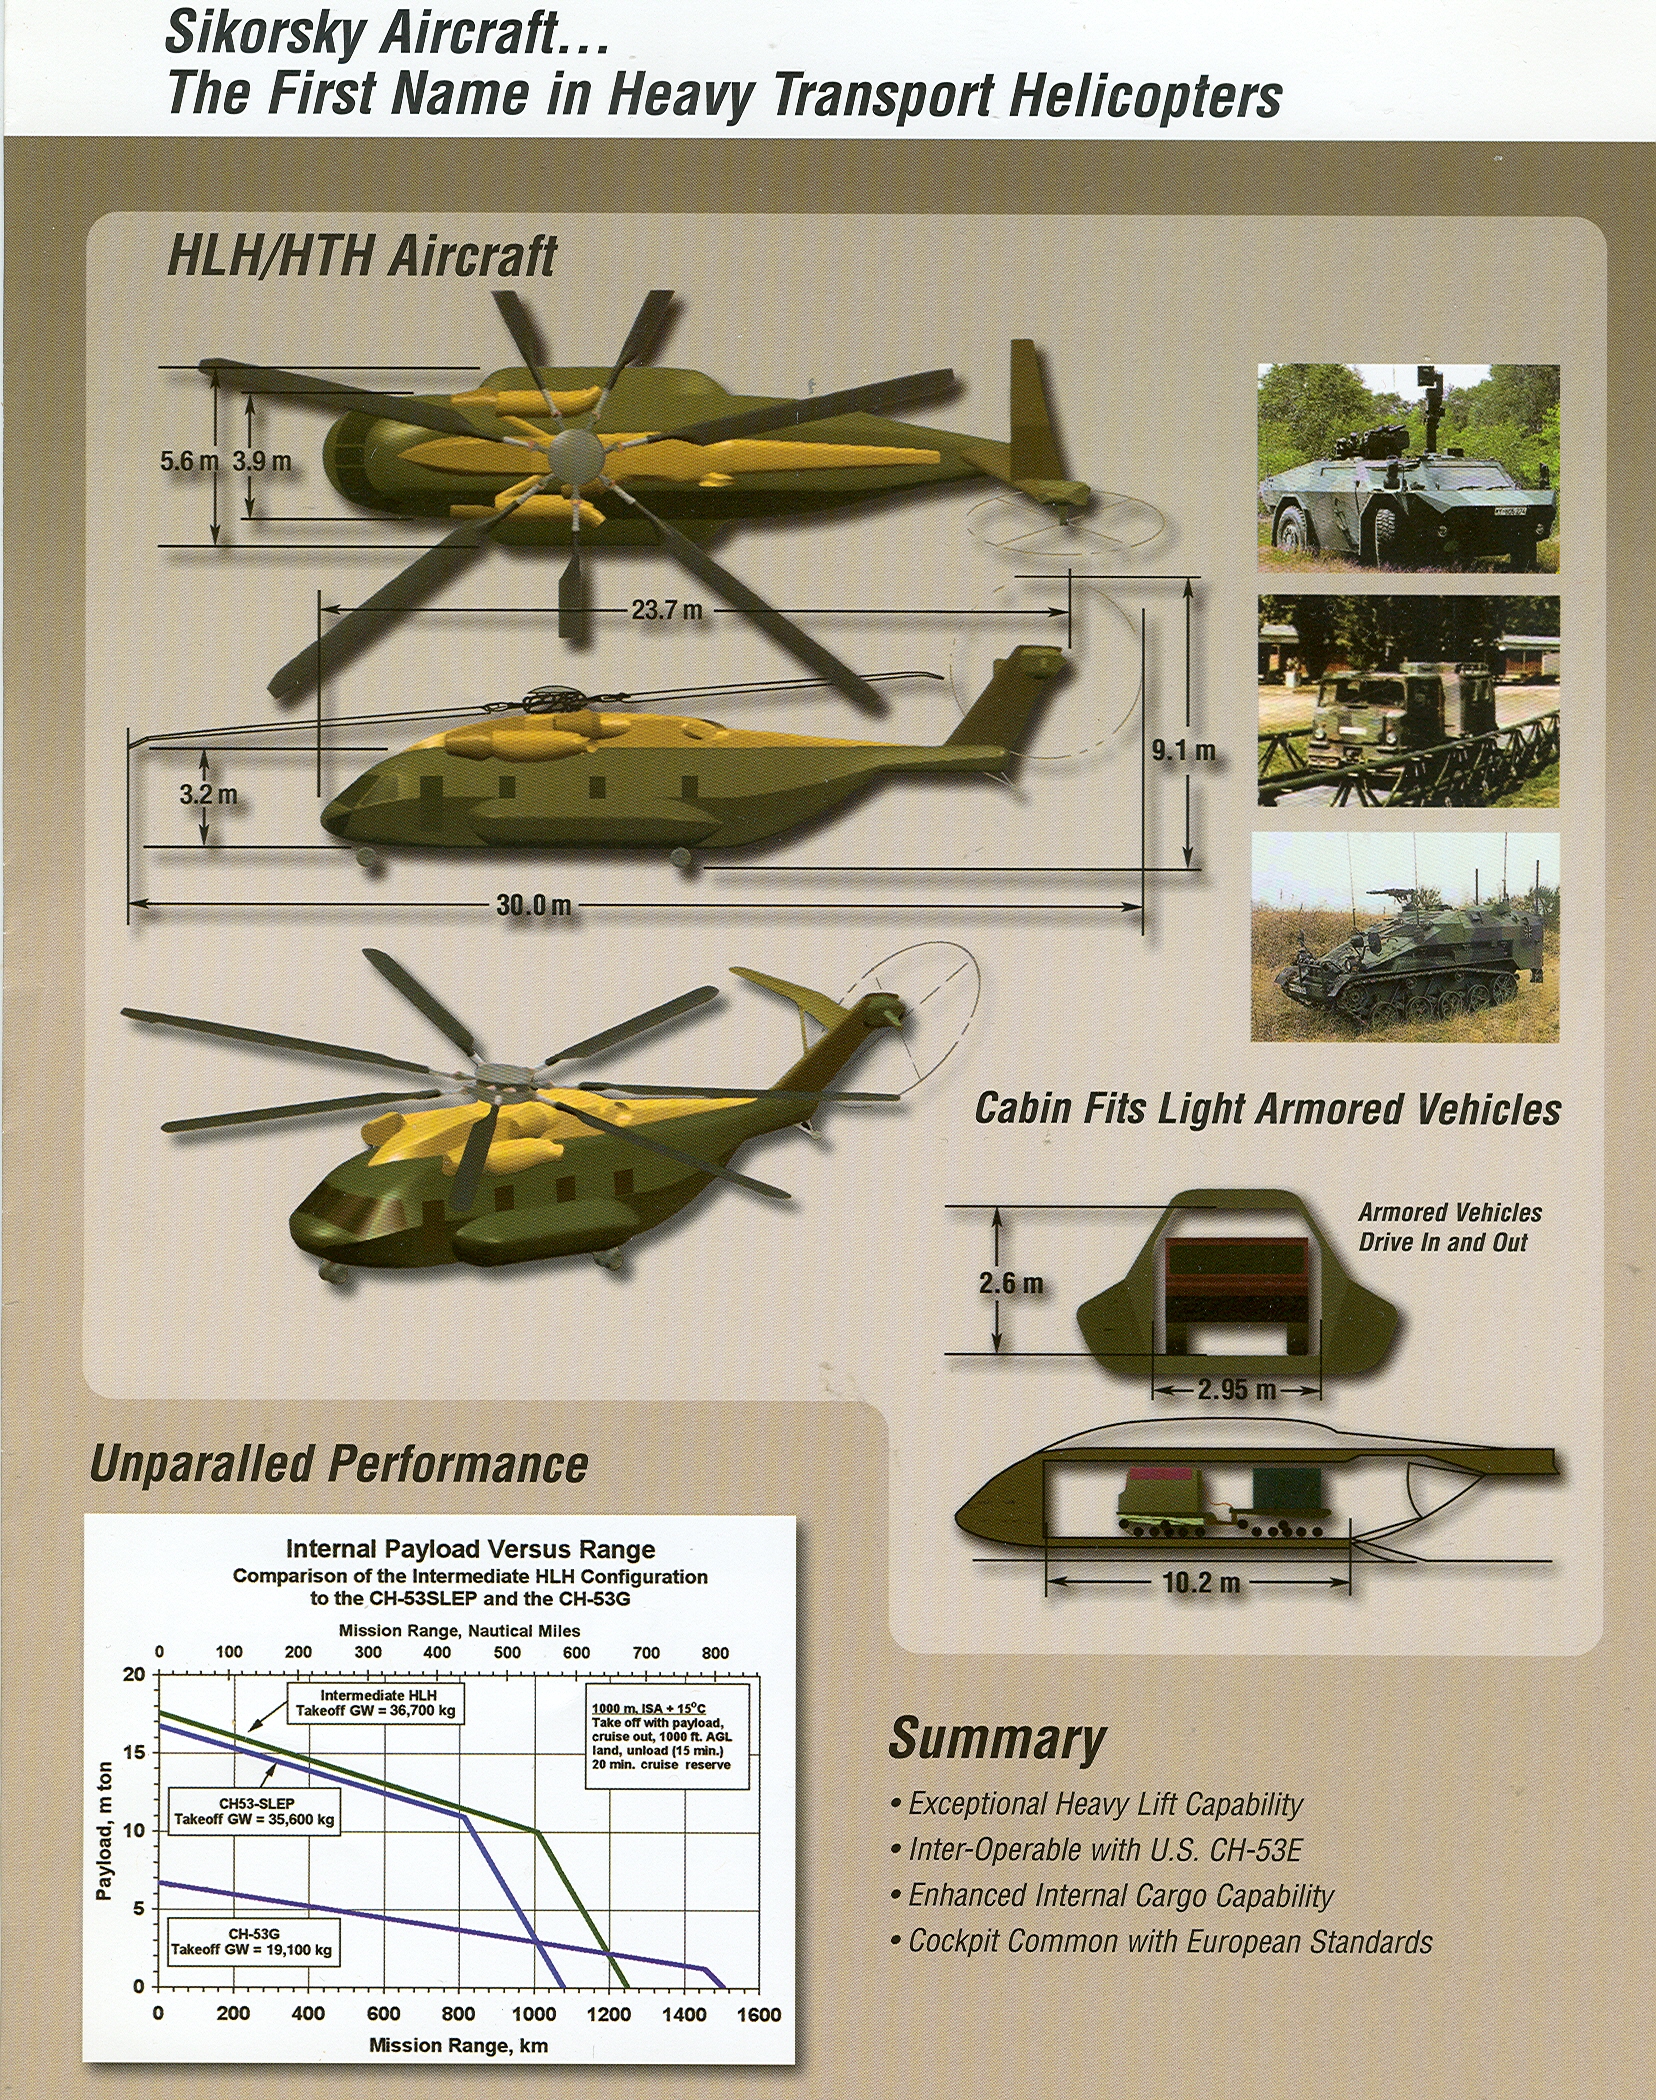 Sikorsky Aircraft...
The First Name in Heavy Transport Helicopters
HLH/HTH Aircraft
5.6 m 3.9 m
23.7 m
9.1 m
3.2 m
30.0 m
Cabin Fits Light Armored Vehicles
Armored Vehicles
Drive In and Out
2.6 m
2.95 m
10.2 m
Unparalled Performance
Internal Payload Versus Range
Comparison of the Intermediate HLH Configuration
to the CH-53SLEP and the CH-53G
Mission Range, Nautical Miles
0 100 200 300 400 500 600 700 800
20
15
10
5
0
Payload, m ton
Intermediate HLH
Takeoff GW = 36,700 kg
1000 m. ISA + 15°C
Take off with payload,
cruise out, 1000 ft. AGL
land, unload (15 min.)
20 min. cruise reserve
CH53-SLEP
Takeoff GW = 35,600 kg
CH-53G
Takeoff GW = 19,100 kg
0 200 400 600 800 1000 1200 1400 1600
Mission Range, km
Summary
• Exceptional Heavy Lift Capability
• Inter-Operable with U.S. CH-53E
• Enhanced Internal Cargo Capability
• Cockpit Common with European Standards